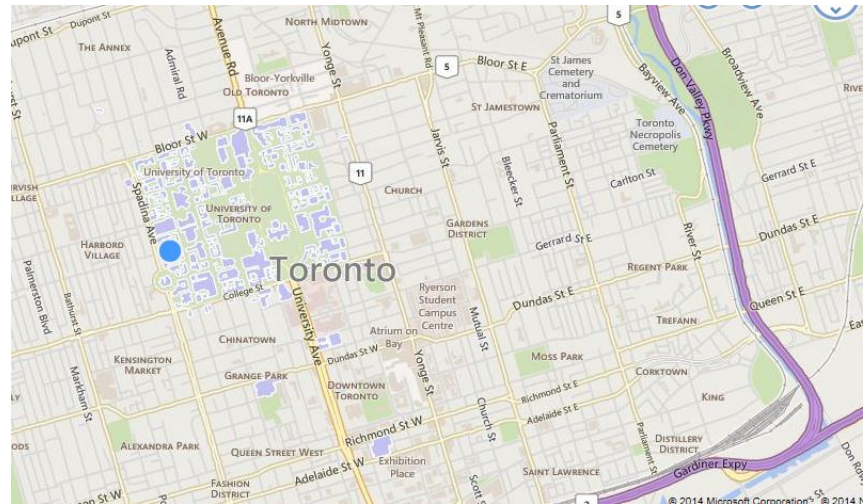 Dupont St
Dupont St
THE ANNEX
Admiral Rd
Avenue Rd
NORTH MIDTOWN
Yonge St
Mt Pleasant Rd
5
Bloor-Yorkville
OLD TORONTO
5
Bloor St E
ST JAMES
CEMETERY
AND
CREMATORIUM
Bayview Ave
Don Valley Pkwy
Broadview Ave
11A
Bloor St W
ST JAMESTOWN
Jarvis St
Parliament St
TORONTO
NECROPOLIS
CEMETERY
University of Toronto
11
Bleecker St
Carlton St
Gerrard St E
VILLAGE
Spadina Ave
UNIVERSITY
OF
TORONTO
CHURCH
GARDENS
DISTRICT
River St
Dundas St E
HARBORD
VILLAGE
Gerrard St E
Palmerston Blvd
Bathurst St
College St
Toronto
REGENT PARK
University Ave
Ryerson
Student
Campus
Centre
Mutual St
Dundas St E
Queen St E
CHINATOWN
Atrium on
Bay
TREFANN
KENSINGTON
MARKET
Dundas St W
Yonge St
MOSS PARK
CORKTOWN
Markham St
GRANGE PARK
DOWNTOWN
TORONTO
Richmond St E
Adelaide St E
KING
Church St
Richmond St W
Parliament St
DISTILLERY
DISTRICT
ALEXANDRA PARK
QUEEN STREET WEST
Adelaide St W
Exhibition
Place
SAINT LAWRENCE
Gardiner Expy
FASHION
DISTRICT
Scott St
2
© 2014 Microsoft Corporation
© 2014 N